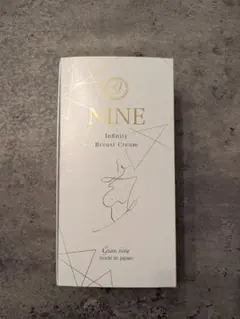 NINE
Infinity
Breast Cream
made in japan